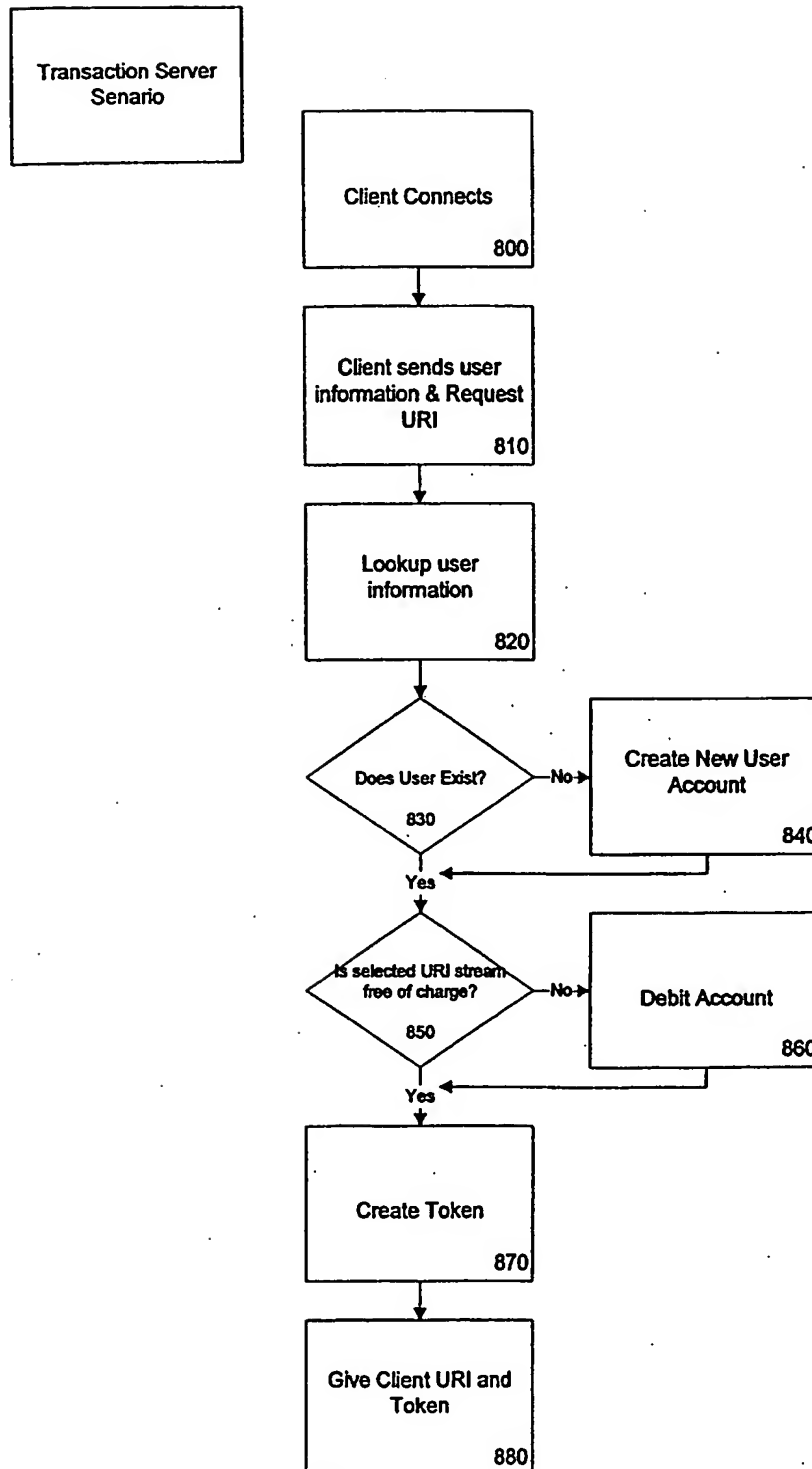 Transaction Server
Senario
Client Connects
800
Client sends user
information & Request
URI
810
Lookup user
information
820
Does User Exist?
830
No
Create New User
Account
840
Yes
Is selected URI stream
free of charge?
850
No
Debit Account
860
Yes
Create Token
870
Give Client URI and
Token
880